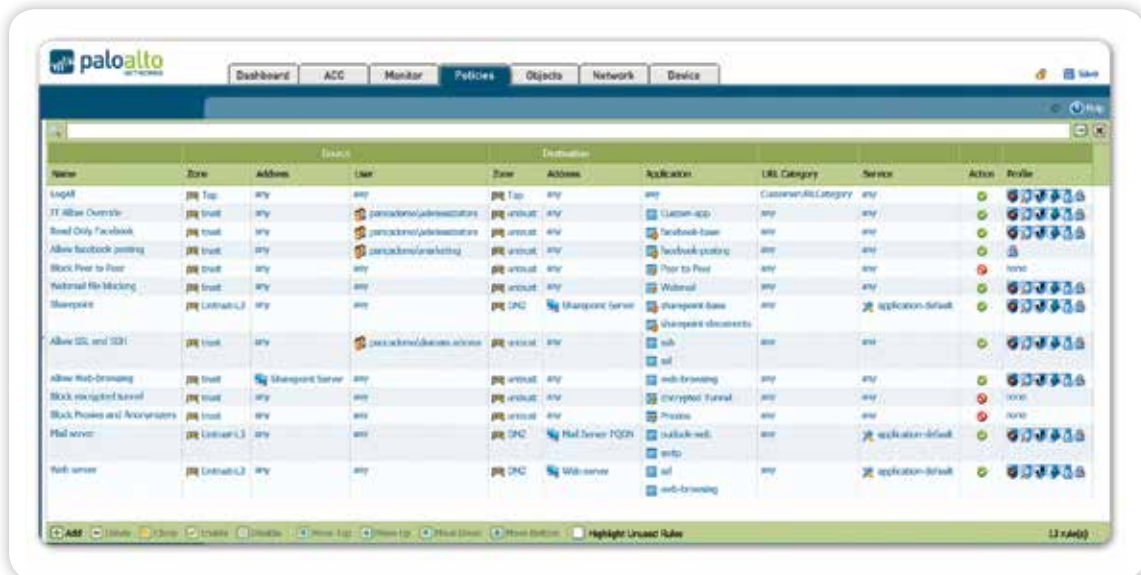 paloalto
NETWORKS
Dashboard ACC Monitor Policies Objects Network Device Save
Help
Source Destination
Name Zone Address User Zone Address Application URL Category Service Action Profile
LogAll Tap any any Tap any any any
IT Allow Override trust any untrust any Custom-app any any
Read Only Facebook trust any untrust any facebook-base any any
Allow facebook posting trust any untrust any facebook-posting any any
Block Peer to Peer trust any any untrust any Peer to Peer any any none
Webmail file blocking trust any any untrust any Webmail any any
Sharepoint Untrust-L3 any any DMZ Sharepoint Server sharepoint-base any application-default
sharepoint-documents
Allow SSL and SSH trust any untrust any ssh any any
ssl
Allow Web-browsing trust Sharepoint Server any untrust any web-browsing any any
Block encrypted tunnel trust any any untrust any Encrypted Tunnel any any none
Block Proxies and Anonymizers trust any any untrust any Proxies any any none
Mail server Untrust-L3 any any DMZ Mail Server FQDN outlook-web any application-default
smtp
Web server Untrust-L3 any any DMZ Web-server ssl any application-default
web-browsing
Add Delete Clone Enable Disable Move Top Move Up Move Down Move Bottom Highlight Unused Rules 13 rule(s)